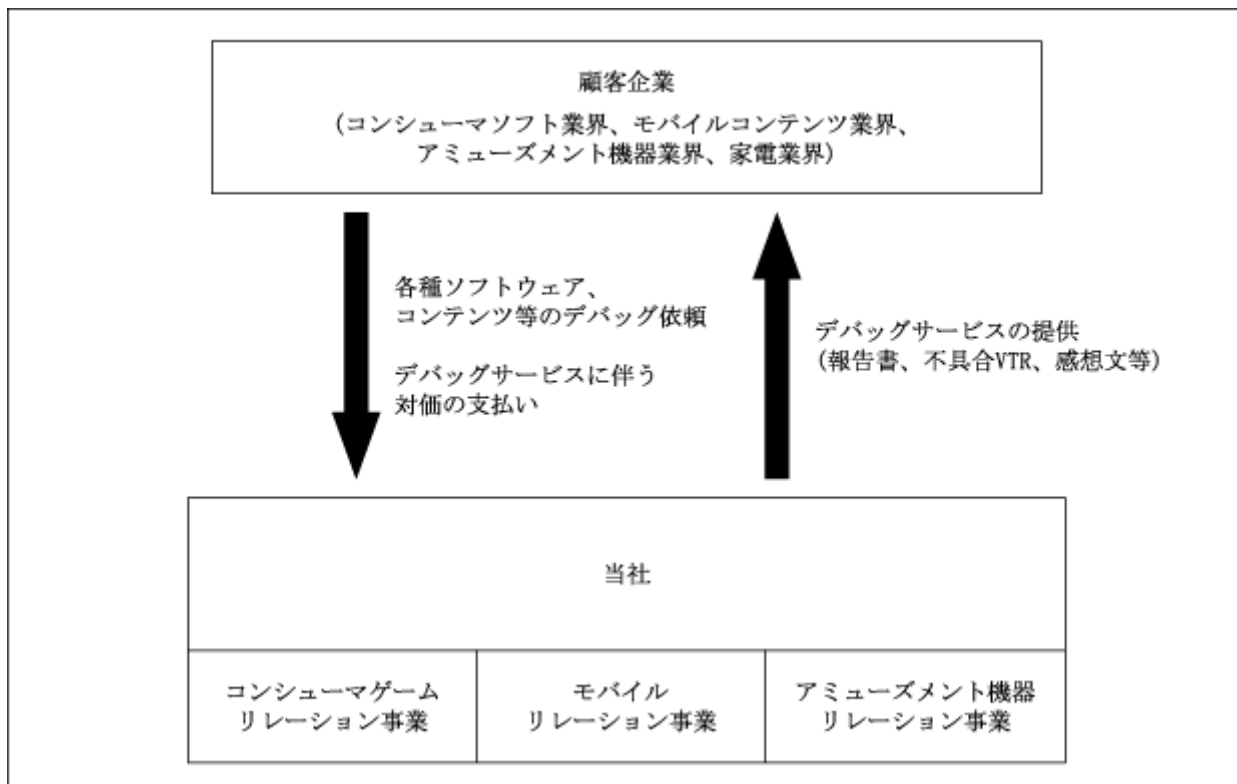 顧客企業
(コンシューマソフト業界、モバイルコンテンツ業界、
アミューズメント機器業界、家電業界)
各種ソフトウェア、
コンテンツ等のデバッグ依頼
デバッグサービスに伴う
対価の支払い
デバッグサービスの提供
(報告書、不具合VTR、感想文等)
当社
コンシューマゲーム
リレーション事業
モバイル
リレーション事業
アミューズメント機器
リレーション事業